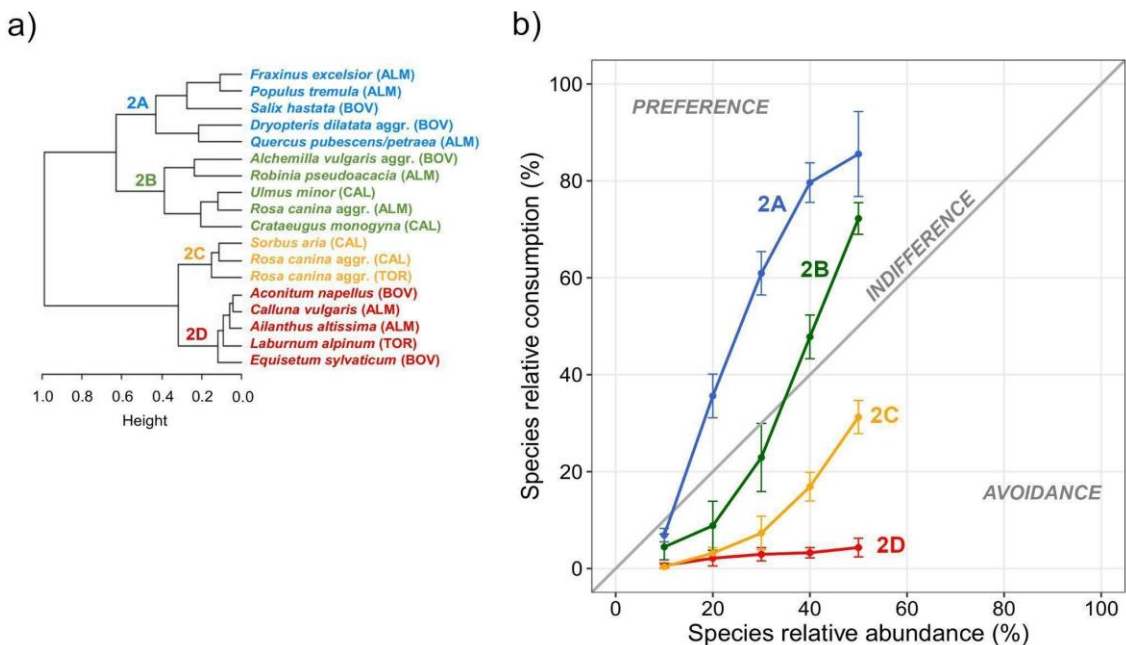 a)
Fraxinus excelsior (ALM)
Populus tremula (ALM)
2A
Salix hastata (BOV)
Dryopteris dilatata aggr. (BOV)
Quercus pubescens/petraea (ALM)
Alchemilla vulgaris aggr. (BOV)
2B
Robinia pseudoacacia (ALM)
Ulmus minor (CAL)
Rosa canina aggr. (ALM)
Crataeugus monogyna (CAL)
Sorbus aria (CAL)
2C
Rosa canina aggr. (CAL)
Rosa canina aggr. (TOR)
Aconitum napellus (BOV)
Calluna vulgaris (ALM)
Ailanthus altissima (ALM)
2D
Laburnum alpinum (TOR)
Equisetum sylvaticum (BOV)
1.0 0.8 0.6 0.4 0.2 0.0
Height
b)
Species relative consumption (%)
100
80
60
40
20
0
PREFERENCE
2A
2B
INDIFFERENCE
2C
AVOIDANCE
2D
0 20 40 60 80 100
Species relative abundance (%)